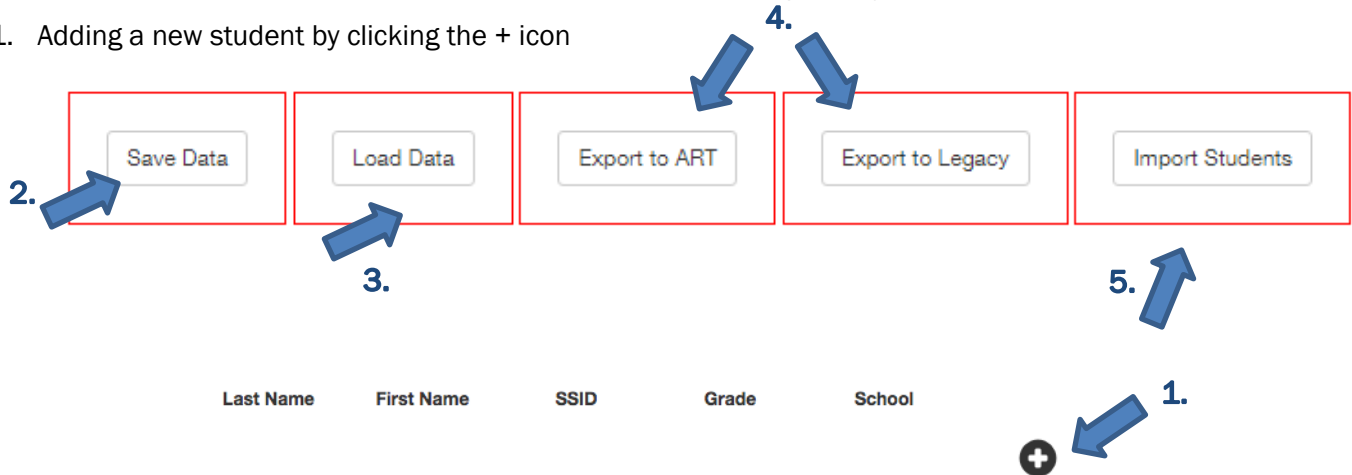 4.
1. Adding a new student by clicking the + icon
Save Data Load Data Export to ART Export to Legacy Import Students
2.
3. 5.
Last Name First Name SSID Grade School 1.